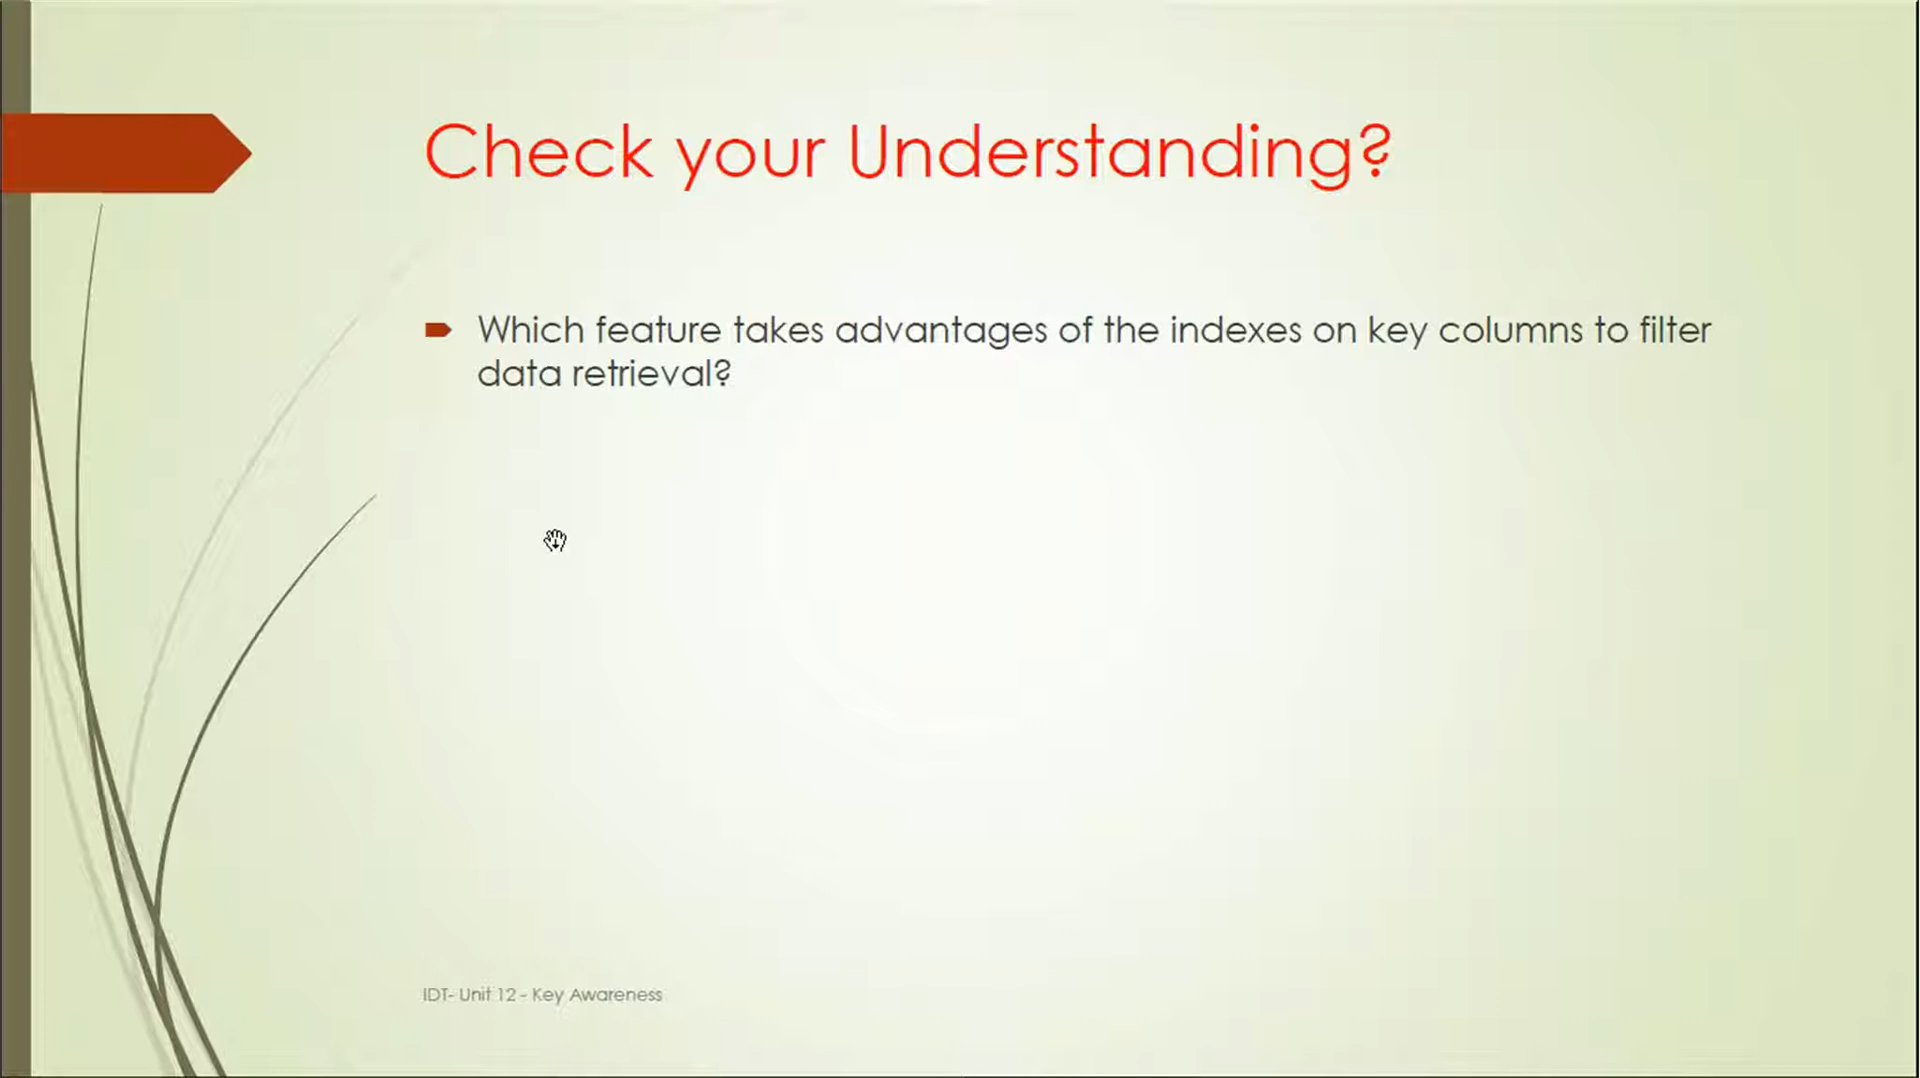 Check your Understanding?
Which feature takes advantages of the indexes on key columns to filter
data retrieval?
IDT- Unit 12 - Key Awareness